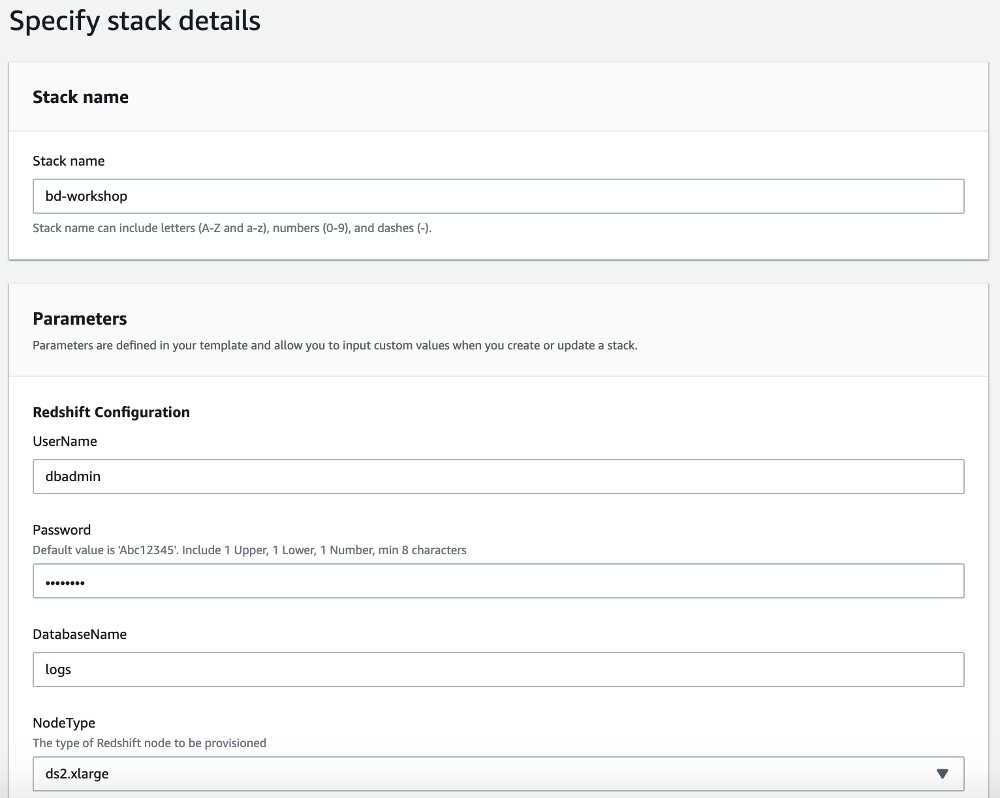 Specify stack details
Stack name
Stack name
bd-workshop
Stack name can include letters (A-Z and a-z), numbers (0-9), and dashes (-).
Parameters
Parameters are defined in your template and allow you to input custom values when you create or update a stack.
Redshift Configuration
UserName
dbadmin
Password
Default value is 'Abc12345'. Include 1 Upper, 1 Lower, 1 Number, min 8 characters
••••••••
DatabaseName
logs
NodeType
The type of Redshift node to be provisioned
ds2.xlarge